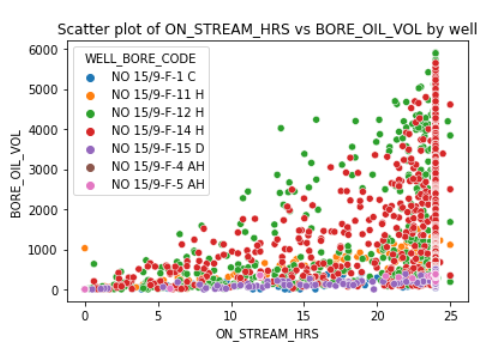 Scatter plot of ON_STREAM_HRS vs BORE_OIL_VOL by well
6000
5000
4000
3000
2000
1000
0
BORE_OIL_VOL
WELL_BORE_CODE
NO 15/9-F-1 C
NO 15/9-F-11 H
NO 15/9-F-12 H
NO 15/9-F-14 H
NO 15/9-F-15 D
NO 15/9-F-4 AH
NO 15/9-F-5 AH
0 5 10 15 20 25
ON_STREAM_HRS